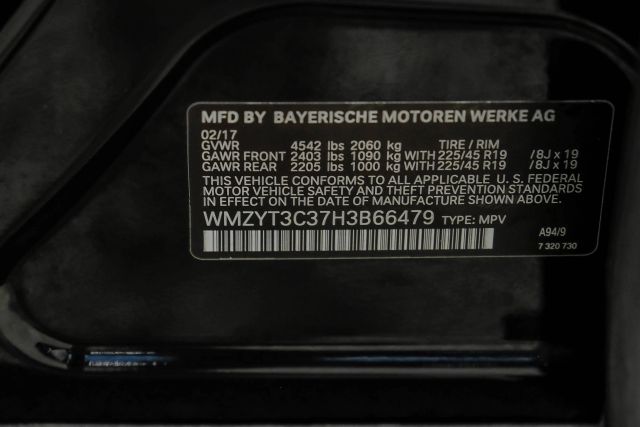 MFD BY BAYERISCHE MOTOREN WERKE AG
02/17
GVWR 4542 lbs 2060 kg TIRE / RIM
GAWR FRONT 2403 lbs 1090 kg WITH 225/45 R19 /8J x 19
GAWR REAR 2205 lbs 1000 kg WITH 225/45 R19 /8J x 19
THIS VEHICLE CONFORMS TO ALL APPLICABLE U. S. FEDERAL
MOTOR VEHICLE SAFETY AND THEFT PREVENTION STANDARDS
IN EFFECT ON THE DATE OF MANUFACTURE SHOWN ABOVE.
WMZYT3C37H3B66479 TYPE: MPV
A94/9
7 320 730